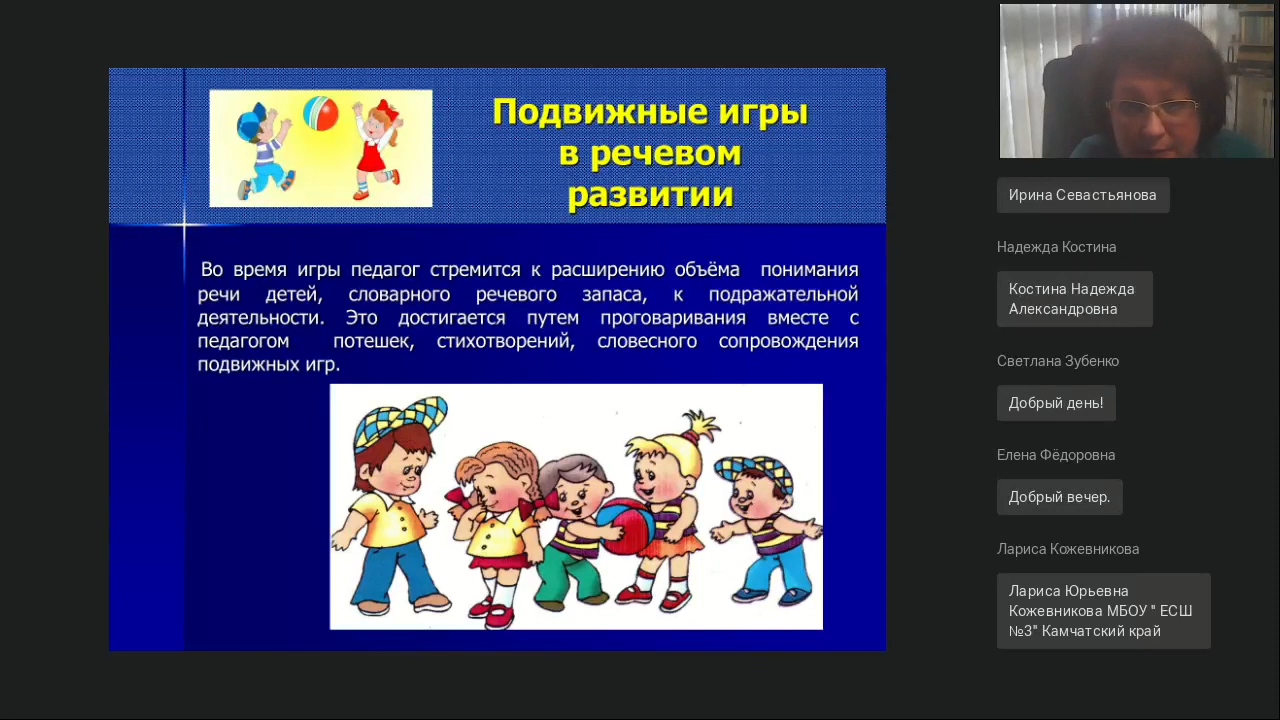 Подвижные игры
в речевом
развитии
Во время игры педагог стремится к расширению объёма понимания
речи детей, словарного речевого запаса, к подражательной
деятельности. Это достигается путем проговаривания вместе с
педагогом потешек, стихотворений, словесного сопровождения
подвижных игр.
Ирина Севастьянова
Надежда Костина
Костина Надежда
Александровна
Светлана Зубенко
Добрый день!
Елена Фёдоровна
Добрый вечер.
Лариса Кожевникова
Лариса Юрьевна
Кожевникова МБОУ " ЕСШ
№3" Камчатский край